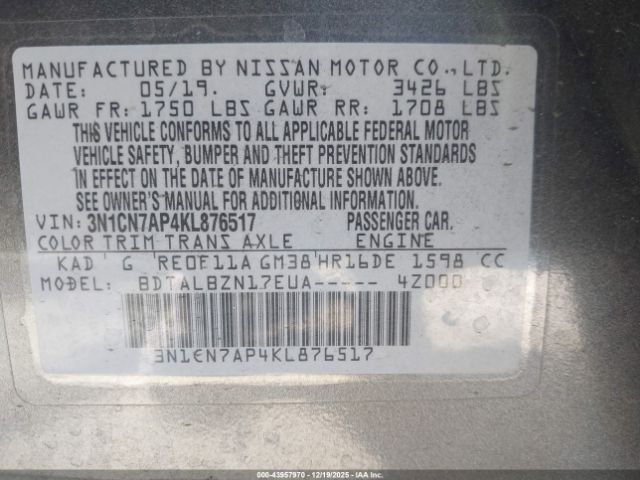 MANUFACTURED BY NISSAN MOTOR CO., LTD.
DATE: 05/19. GVWR: 3426 LBS
GAWR FR: 1750 LBS GAWR RR: 1708 LBS
THIS VEHICLE CONFORMS TO ALL APPLICABLE FEDERAL MOTOR
VEHICLE SAFETY, BUMPER AND THEFT PREVENTION STANDARDS
IN EFFECT ON THE DATE OF MANUFACTURE SHOWN ABOVE.
SEE OWNER'S MANUAL FOR ADDITIONAL INFORMATION.
VIN: 3N1CN7AP4KL876517 PASSENGER CAR.
COLOR TRIM TRANS AXLE ENGINE
KAD G RE0F11A GM38 HR16DE 1598 CC
MODEL: BDTALBZN17EUA----- 4Z000
3N1CN7AP4KL876517
000-43957970 | 12/19/2025 | IAA, Inc.